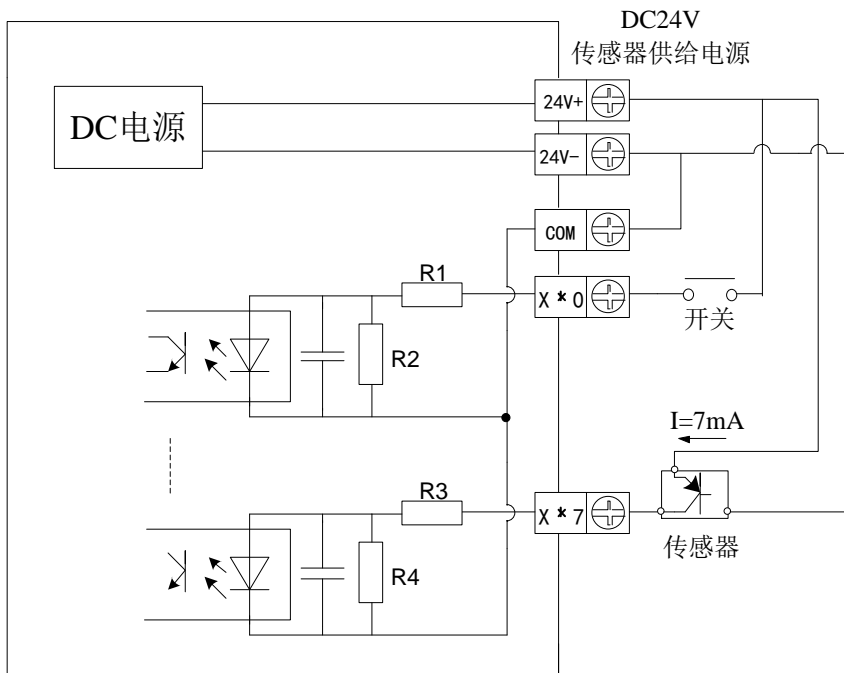 DC24V
传感器供给电源
24V+
DC电源
24V-
COM
R1
X*0
开关
R2
I=7mA
R3
X*7
传感器
R4